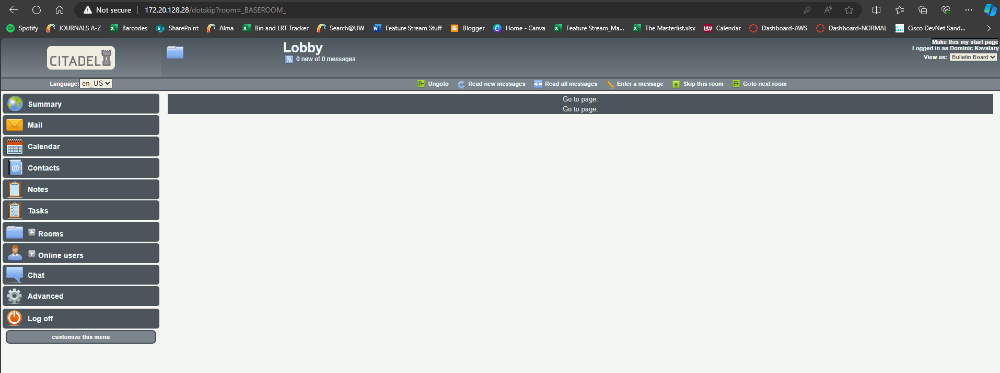 Not secure 172.20.128.28/dotskip?room=_BASEROOM_
Spotify JOURNALS A-Z Barcodes SharePoint Alma Bin and LRT Tracker Search@UW Feature Stream Stuff Blogger Home - Canva Feature Stream_Ma... The Masterlist.xlsx Calendar Dashboard-AWS Dashboard-NORMAL Cisco DevNet Sand...
CITADEL
Lobby
0 new of 0 messages
Make this my start page
Logged in as Dominic Kavalary
View as: Bulletin Board
Language: en_US
Ungoto Read new messages Read all messages Enter a message Skip this room Goto next room
Go to page:
Go to page:
Summary
Mail
Calendar
Contacts
Notes
Tasks
Rooms
Online users
Chat
Advanced
Log off
customize this menu